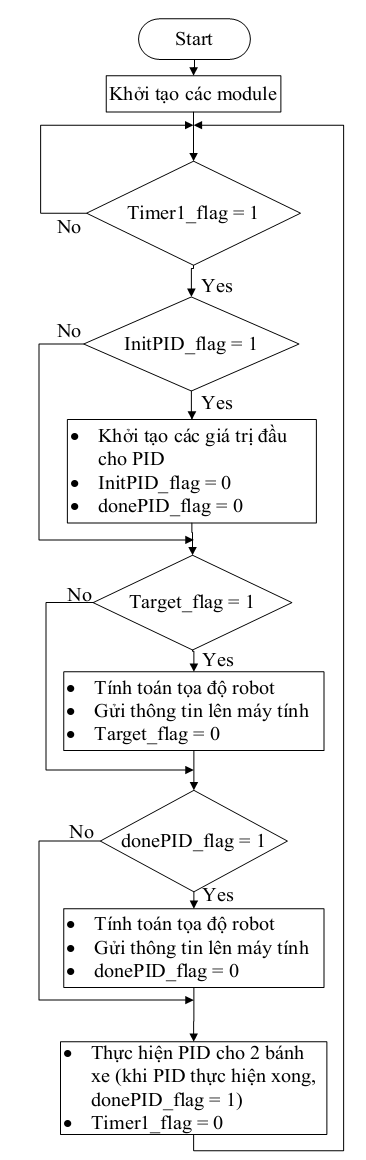 Start
Khởi tạo các module
Timer1_flag = 1
No
Yes
No
InitPID_flag = 1
Yes
• Khởi tạo các giá trị đầu
cho PID
• InitPID_flag = 0
• donePID_flag = 0
No
Target_flag = 1
Yes
• Tính toán tọa độ robot
• Gửi thông tin lên máy tính
• Target_flag = 0
No
donePID_flag = 1
Yes
• Tính toán tọa độ robot
• Gửi thông tin lên máy tính
• donePID_flag = 0
• Thực hiện PID cho 2 bánh
xe (khi PID thực hiện xong,
donePID_flag = 1)
• Timer1_flag = 0